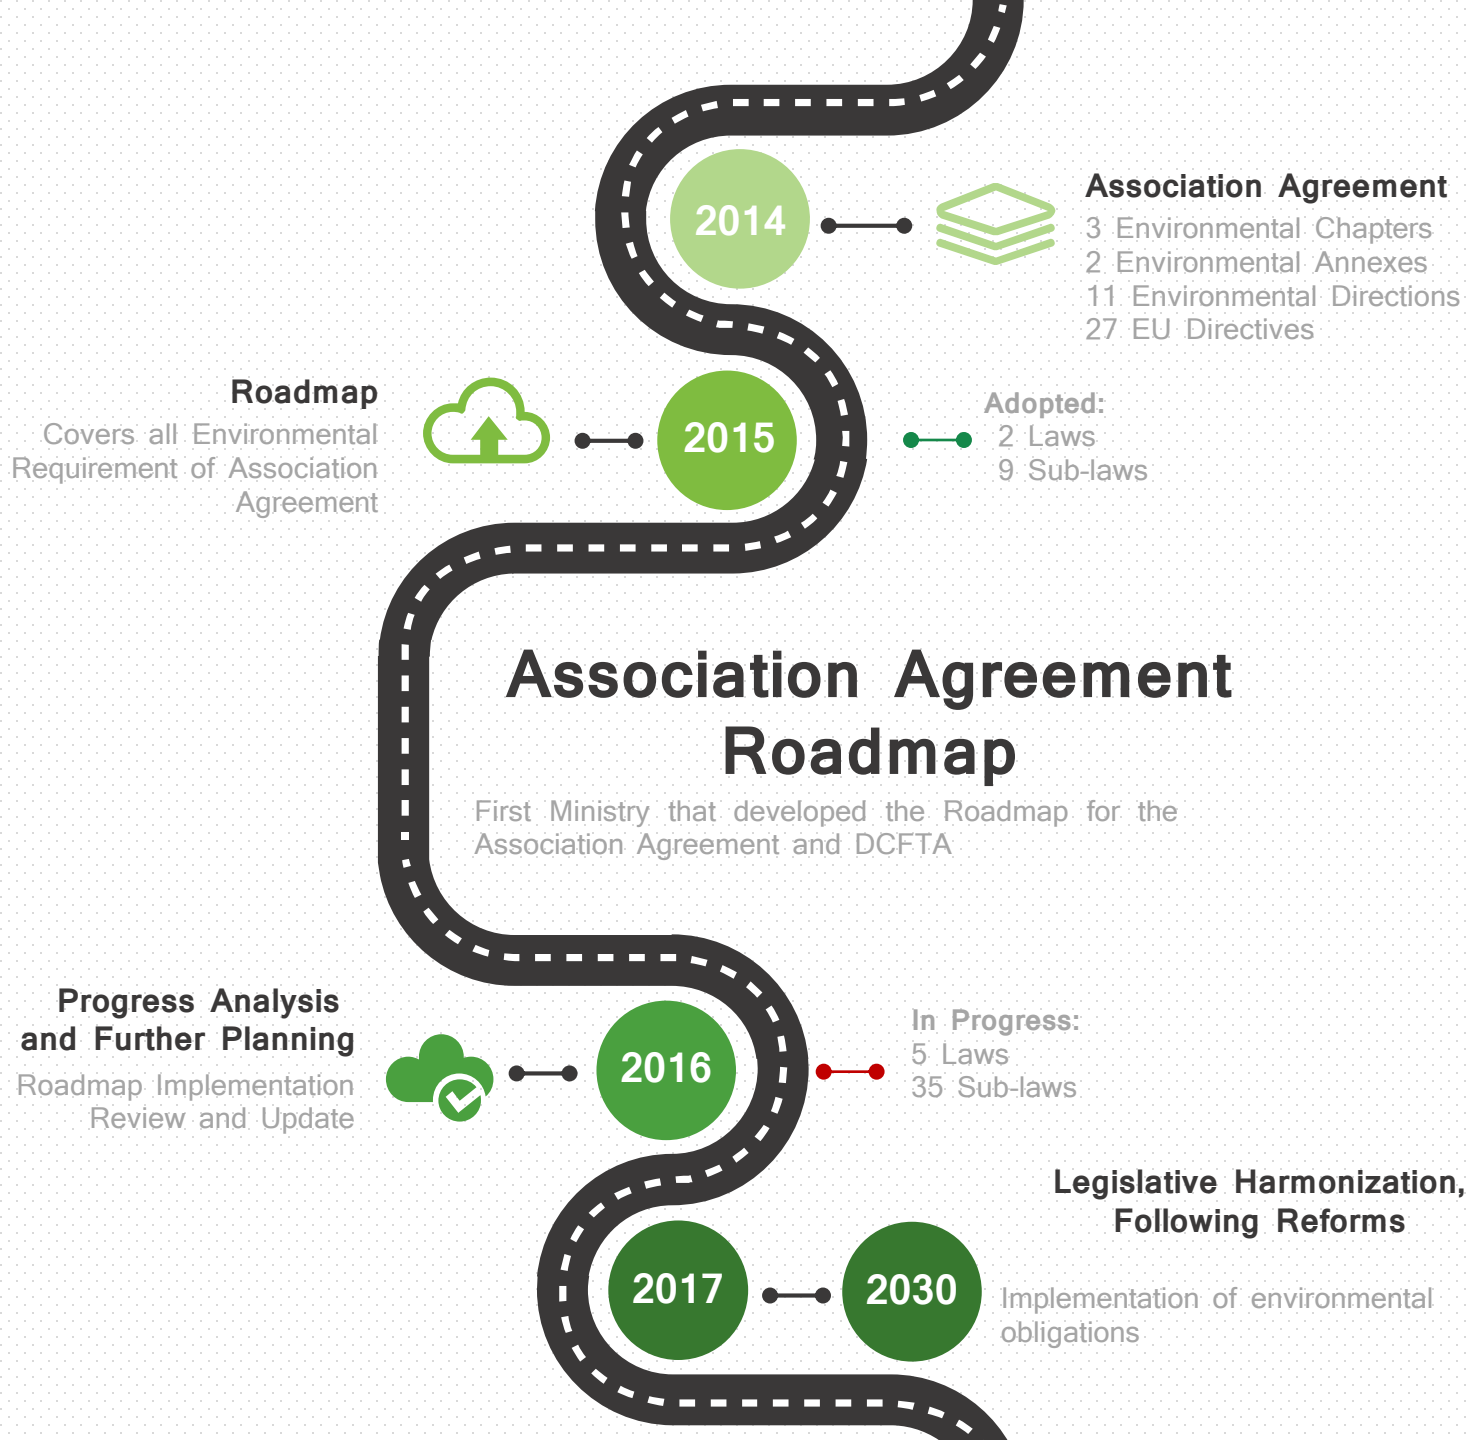 2014
Association Agreement
3 Environmental Chapters
2 Environmental Annexes
11 Environmental Directions
27 EU Directives
Roadmap
Covers all Environmental
Requirement of Association
Agreement
2015
Adopted:
2 Laws
9 Sub-laws
Association Agreement
Roadmap
First Ministry that developed the Roadmap for the
Association Agreement and DCFTA
Progress Analysis
and Further Planning
Roadmap Implementation
Review and Update
2016
In Progress:
5 Laws
35 Sub-laws
2017
2030
Legislative Harmonization,
Following Reforms
Implementation of environmental
obligations